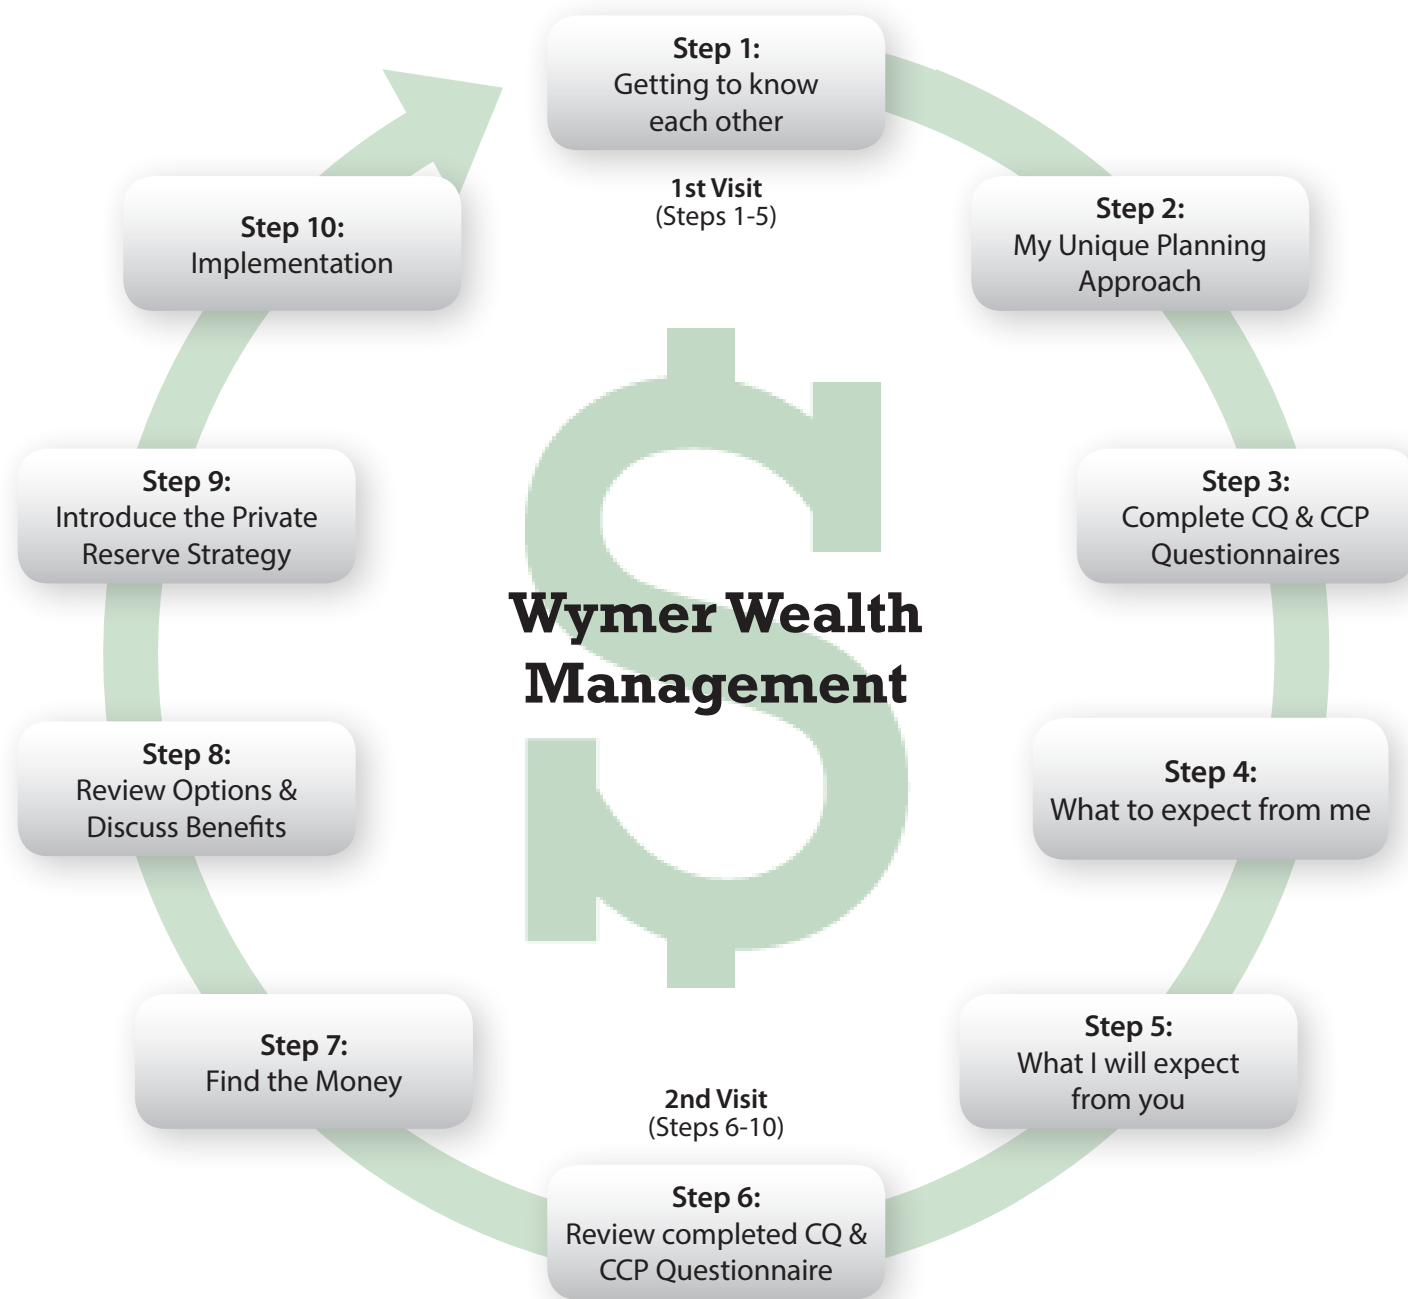 Step 1:
Getting to know
each other
1st Visit
(Steps 1-5)
Step 2:
My Unique Planning
Approach
Step 3:
Complete CQ & CCP
Questionnaires
Step 4:
What to expect from me
Step 5:
What I will expect
from you
2nd Visit
(Steps 6-10)
Step 6:
Review completed CQ &
CCP Questionnaire
Step 7:
Find the Money
Step 8:
Review Options &
Discuss Benefits
Step 9:
Introduce the Private
Reserve Strategy
Step 10:
Implementation
$
Wymer Wealth
Management